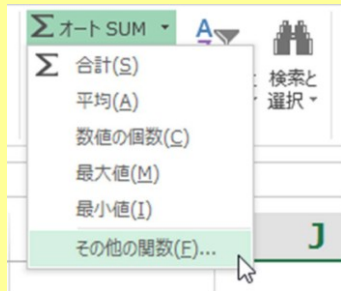 Σ オート SUM
Σ 合計(S)
平均(A)
数値の個数(C)
最大値(M)
最小値(I)
その他の関数(F)...
A
検索と
選択
J